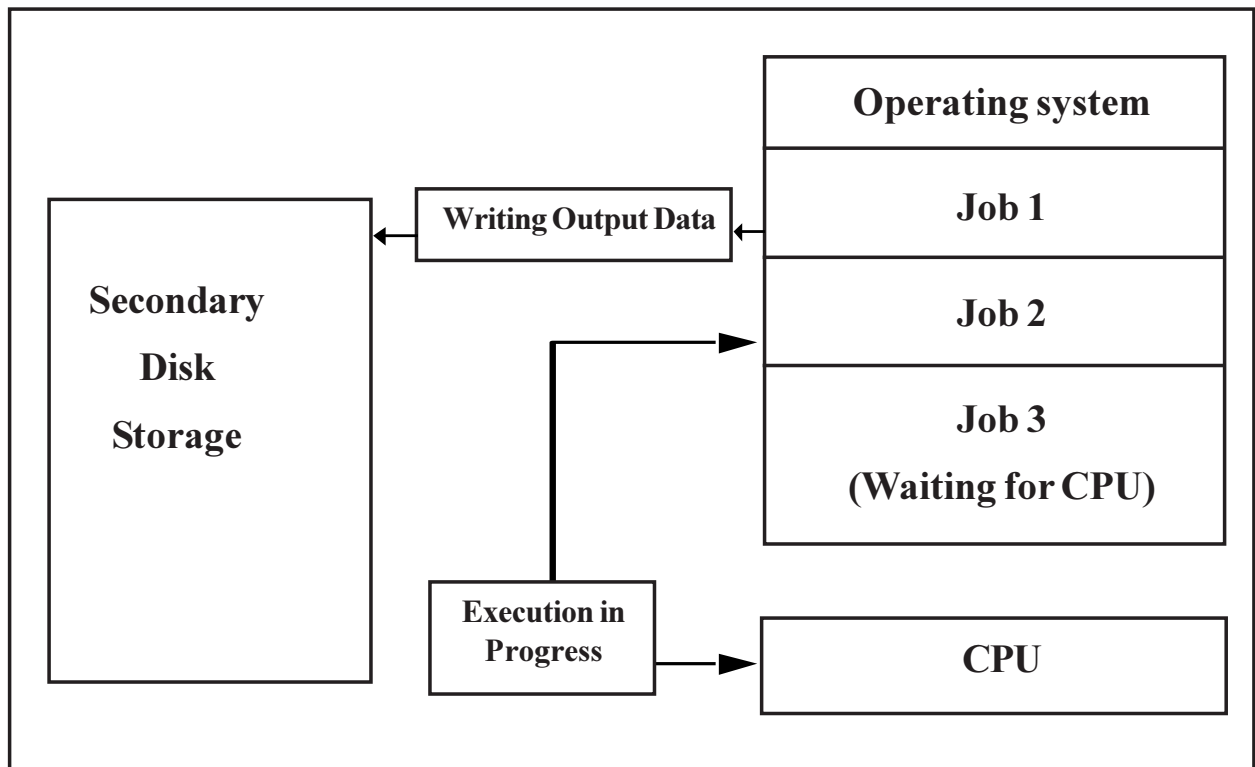 Operating system
Job 1
Writing Output Data
Secondary
Disk
Storage
Job 2
Job 3
(Waiting for CPU)
Execution in
Progress
CPU